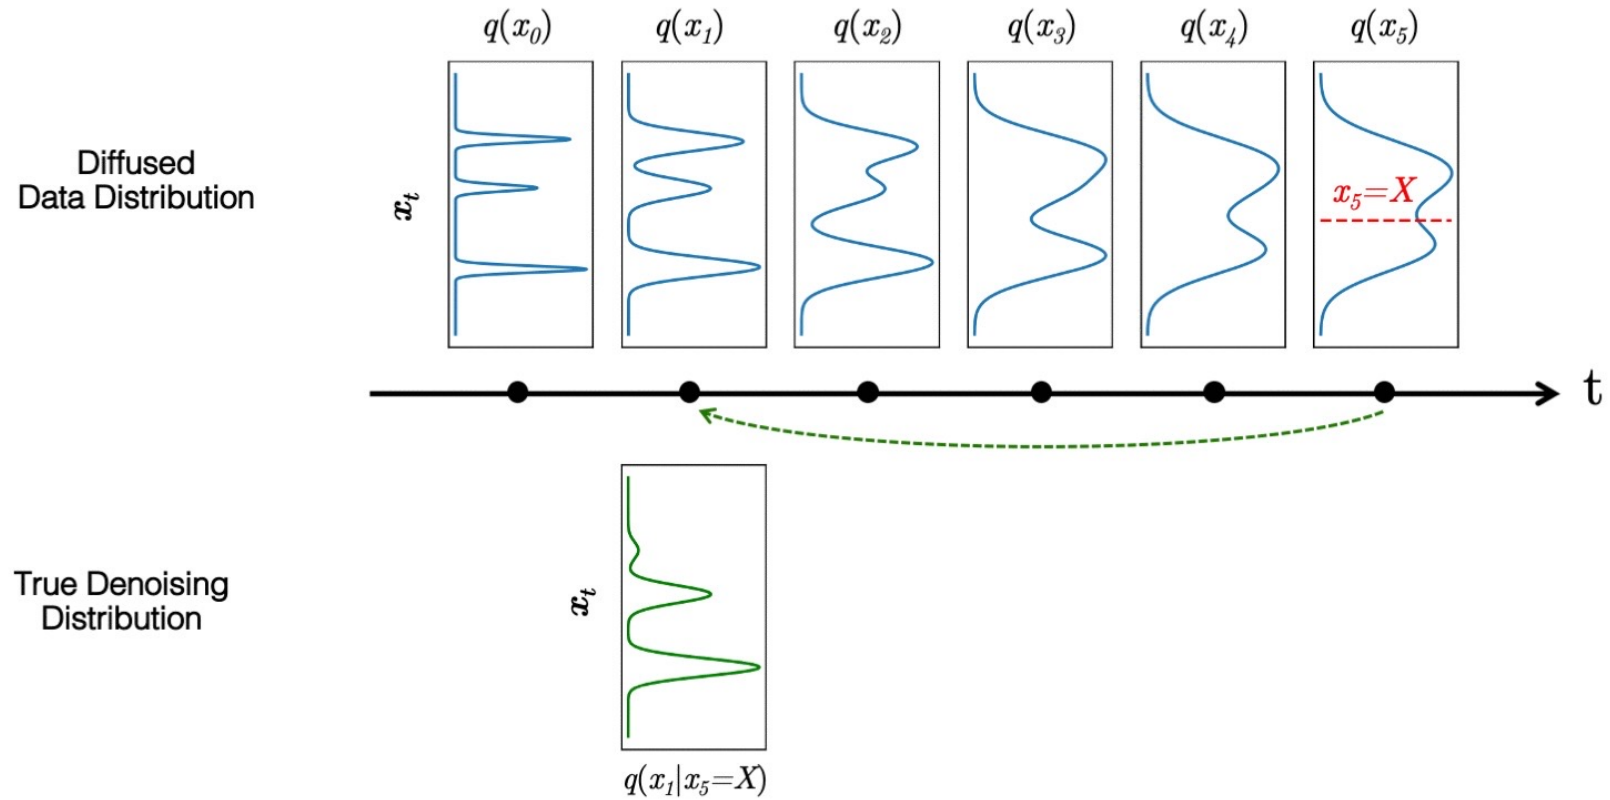 q(x₀) q(x₁) q(x₂) q(x₃) q(x₄) q(x₅)
Diffused
Data Distribution
xₜ
x₅=X
t
True Denoising
Distribution
xₜ
q(x₁|x₅=X)